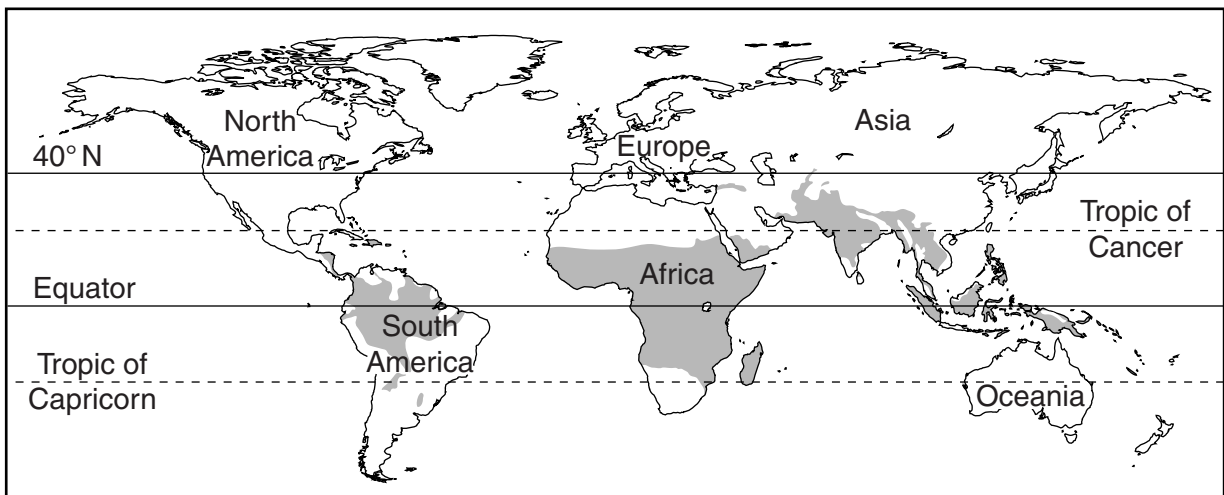 North
America
Europe
Asia
40° N
Tropic of
Cancer
Africa
Equator
South
America
Tropic of
Capricorn
Oceania